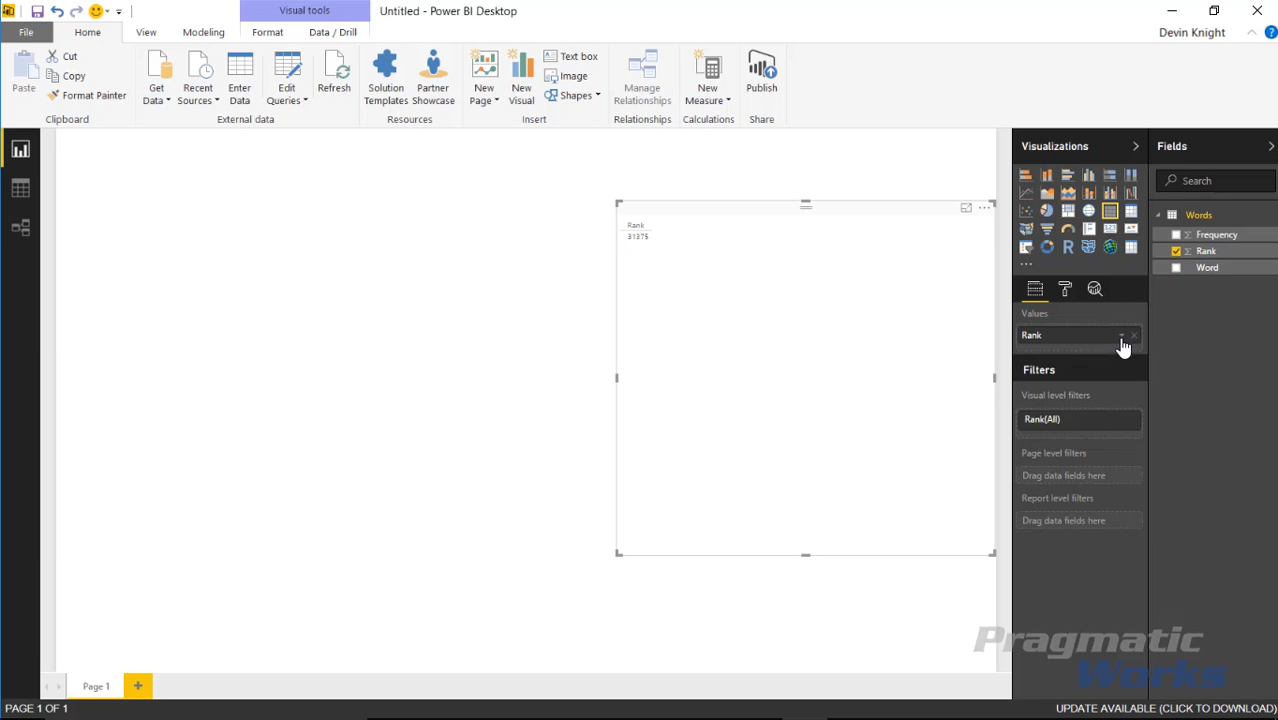 Visual tools
Untitled - Power BI Desktop
File
Home
View
Modeling
Format
Data / Drill
Devin Knight
Paste
Cut
Copy
Format Painter
Clipboard
Get Data
Recent Sources
Enter Data
Edit Queries
Refresh
External data
Solution Templates
Partner Showcase
Resources
New Page
New Visual
Text box
Image
Shapes
Insert
Manage Relationships
Relationships
New Measure
Calculations
Publish
Share
Visualizations
Fields
Search
Words
Frequency
Rank
Word
Rank
31375
Values
Rank
Filters
Visual level filters
Rank(All)
Page level filters
Drag data fields here
Report level filters
Drag data fields here
Pragmatic
Works
Page 1
PAGE 1 OF 1
UPDATE AVAILABLE (CLICK TO DOWNLOAD)